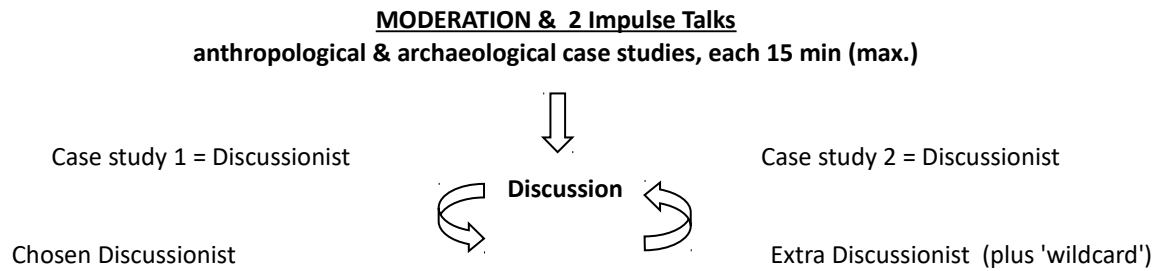 MODERATION & 2 Impulse Talks
anthropological & archaeological case studies, each 15 min (max.)
Case study 1 = Discussionist
Case study 2 = Discussionist
Discussion
Chosen Discussionist
Extra Discussionist (plus 'wildcard')